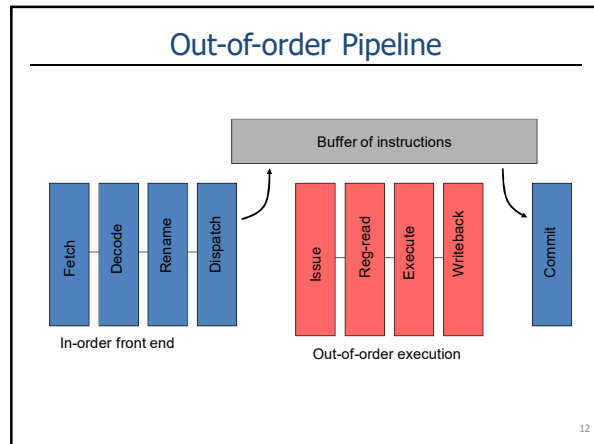 Out-of-order Pipeline
Buffer of instructions
Fetch
Decode
Rename
Dispatch
Issue
Reg-read
Execute
Writeback
Commit
In-order front end
Out-of-order execution
12